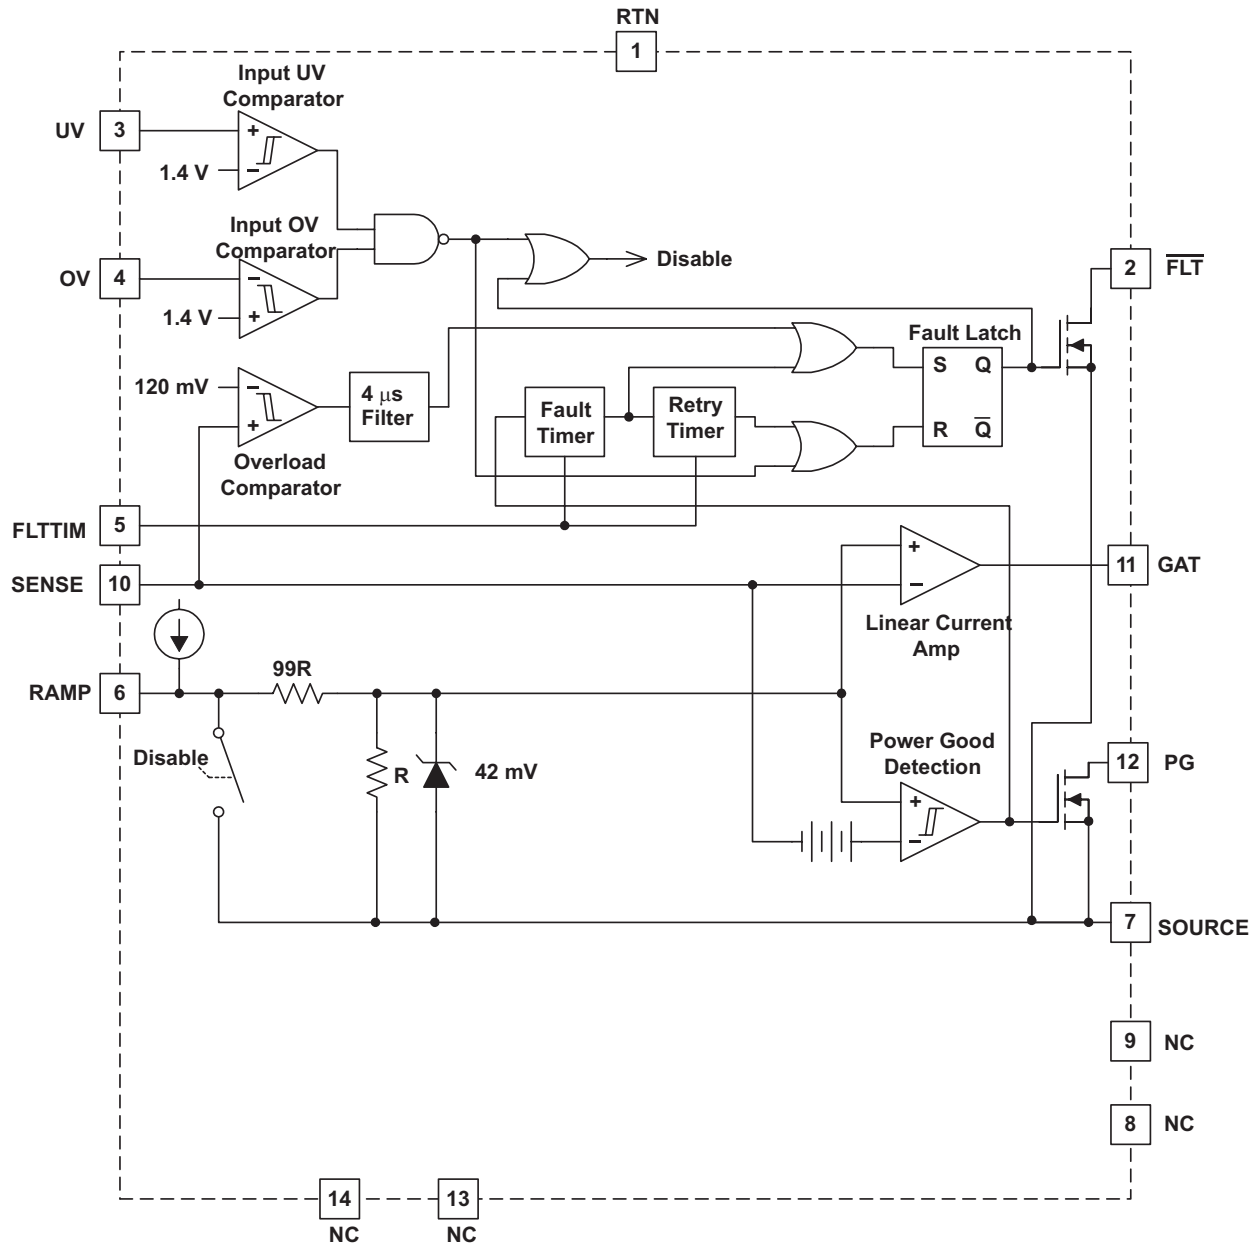 RTN
1
Input UV
Comparator
UV
3
+
−
1.4 V
Input OV
Comparator
OV
4
−
+
1.4 V
Disable
2
FLT
Fault Latch
S Q
R Q
120 mV
−
+
4 μs
Filter
Overload
Comparator
Fault
Timer
Retry
Timer
FLTTIM
5
SENSE
10
+
−
Linear Current
Amp
11
GAT
RAMP
6
99R
Disable
R
42 mV
Power Good
Detection
+
−
12
PG
7
SOURCE
9
NC
8
NC
14
NC
13
NC